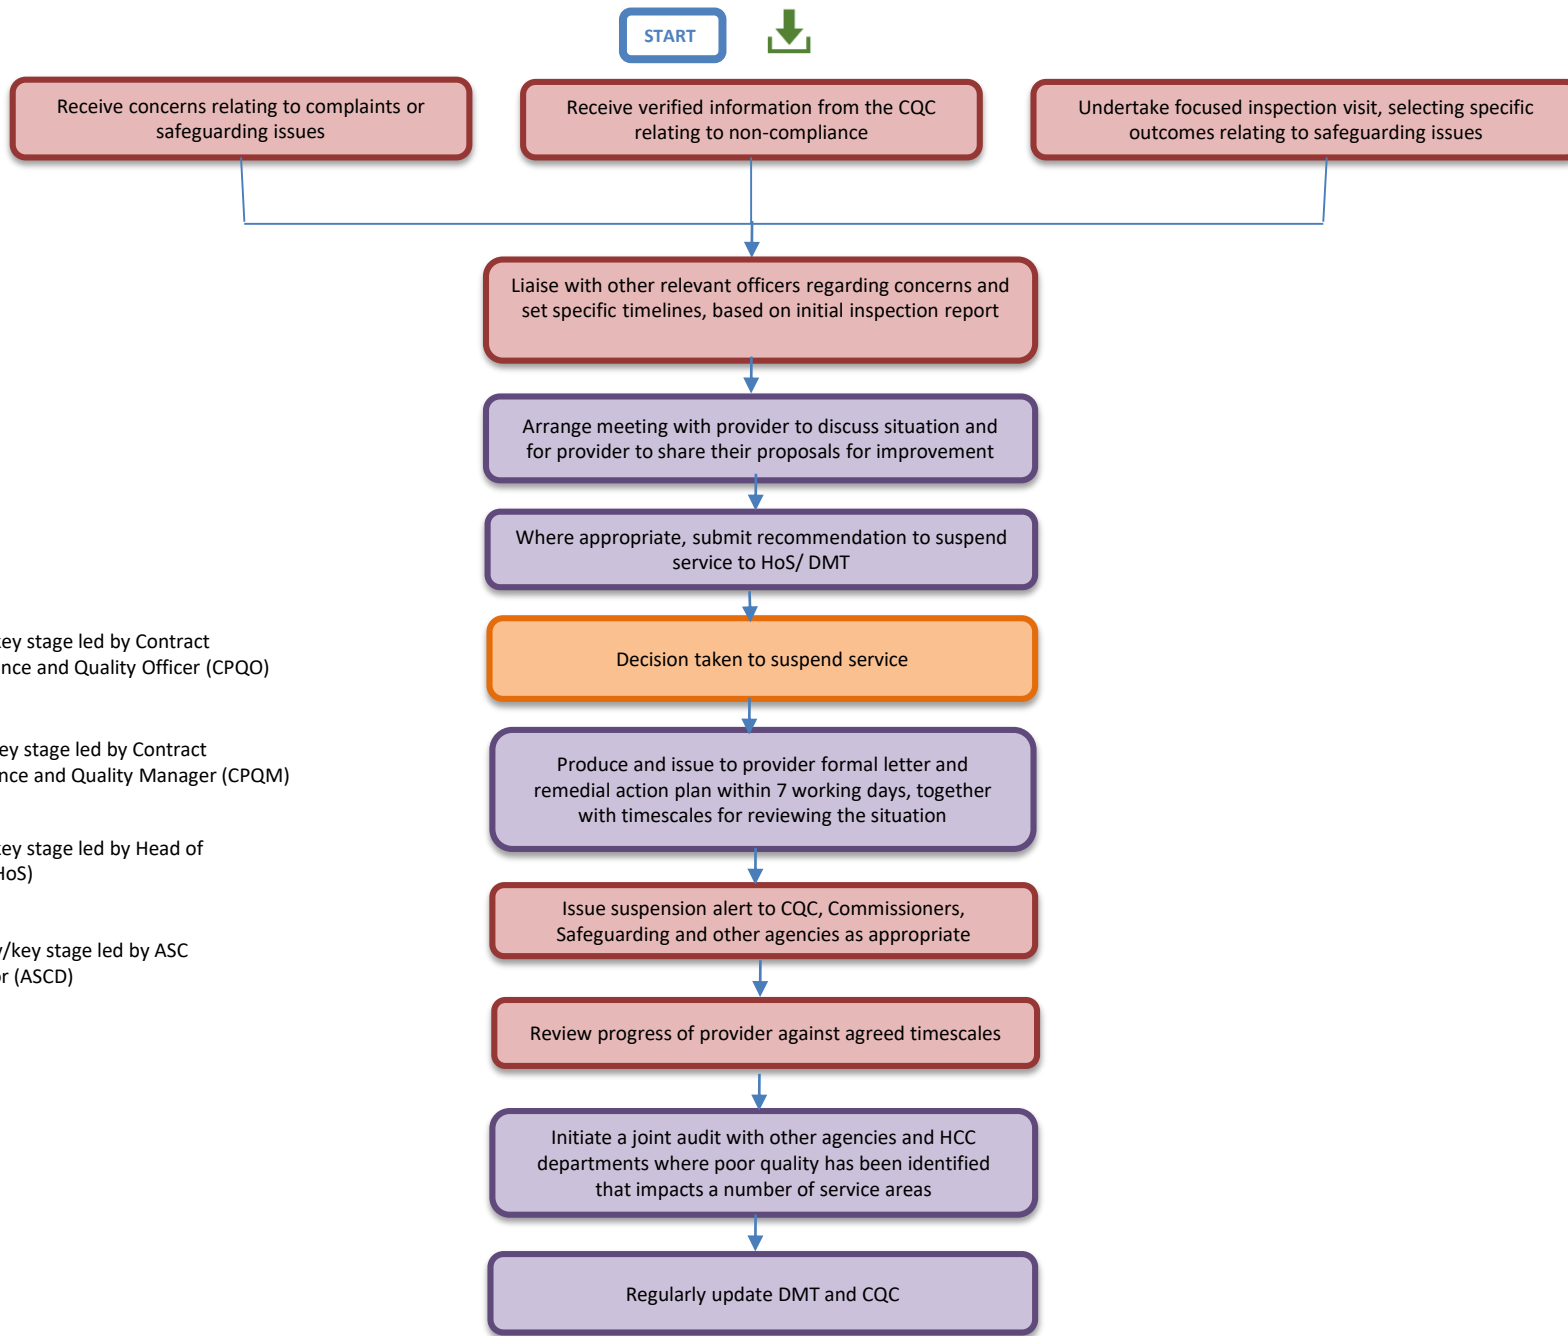 START
Receive concerns relating to complaints or
safeguarding issues
Receive verified information from the CQC
relating to non-compliance
Undertake focused inspection visit, selecting specific
outcomes relating to safeguarding issues
Liaise with other relevant officers regarding concerns and
set specific timelines, based on initial inspection report
Arrange meeting with provider to discuss situation and
for provider to share their proposals for improvement
Where appropriate, submit recommendation to suspend
service to HoS/ DMT
Decision taken to suspend service
Produce and issue to provider formal letter and
remedial action plan within 7 working days, together
with timescales for reviewing the situation
Issue suspension alert to CQC, Commissioners,
Safeguarding and other agencies as appropriate
Review progress of provider against agreed timescales
Initiate a joint audit with other agencies and HCC
departments where poor quality has been identified
that impacts a number of service areas
Regularly update DMT and CQC
key stage led by Contract
ance and Quality Officer (CPQO)
key stage led by Contract
ance and Quality Manager (CPQM)
key stage led by Head of
HoS)
y/key stage led by ASC
or (ASCD)